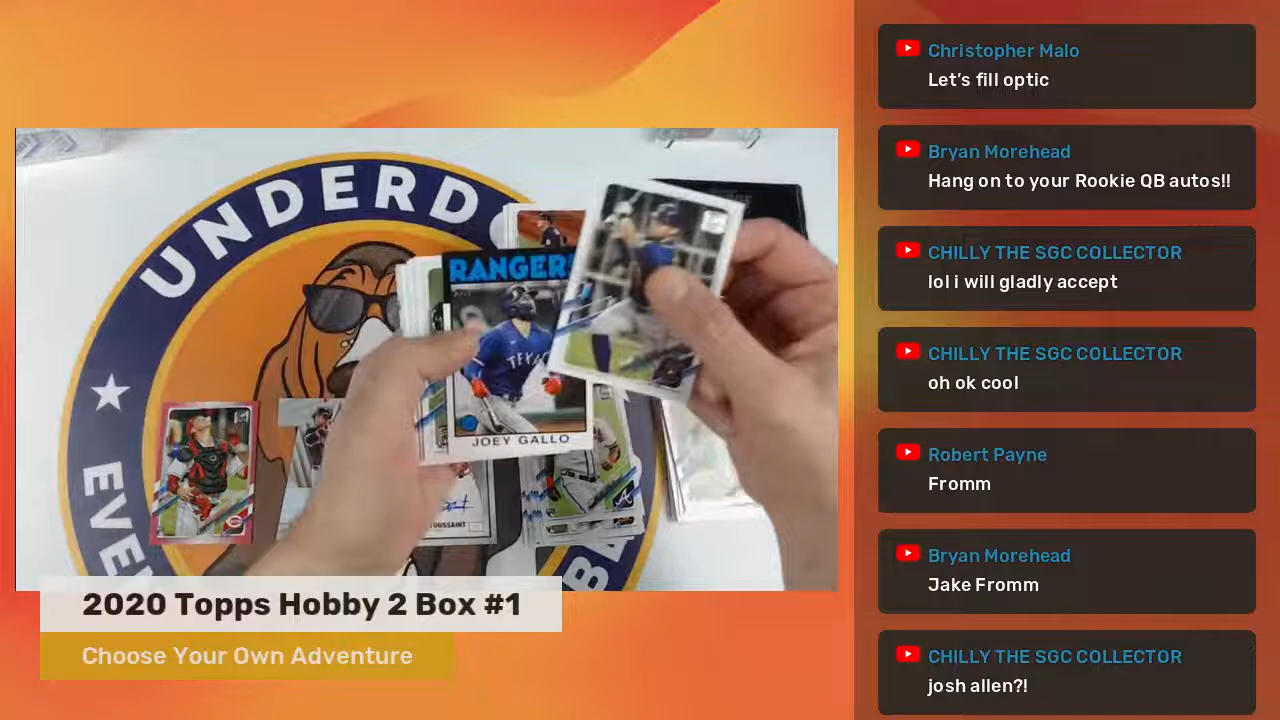 UNDERD
EVE
BL
RANGER
TEXA
JOEY GALLO
TOUSSAINT
2020 Topps Hobby 2 Box #1
Choose Your Own Adventure
Christopher Malo
Let’s fill optic
Bryan Morehead
Hang on to your Rookie QB autos!!
CHILLY THE SGC COLLECTOR
lol i will gladly accept
CHILLY THE SGC COLLECTOR
oh ok cool
Robert Payne
Fromm
Bryan Morehead
Jake Fromm
CHILLY THE SGC COLLECTOR
josh allen?!